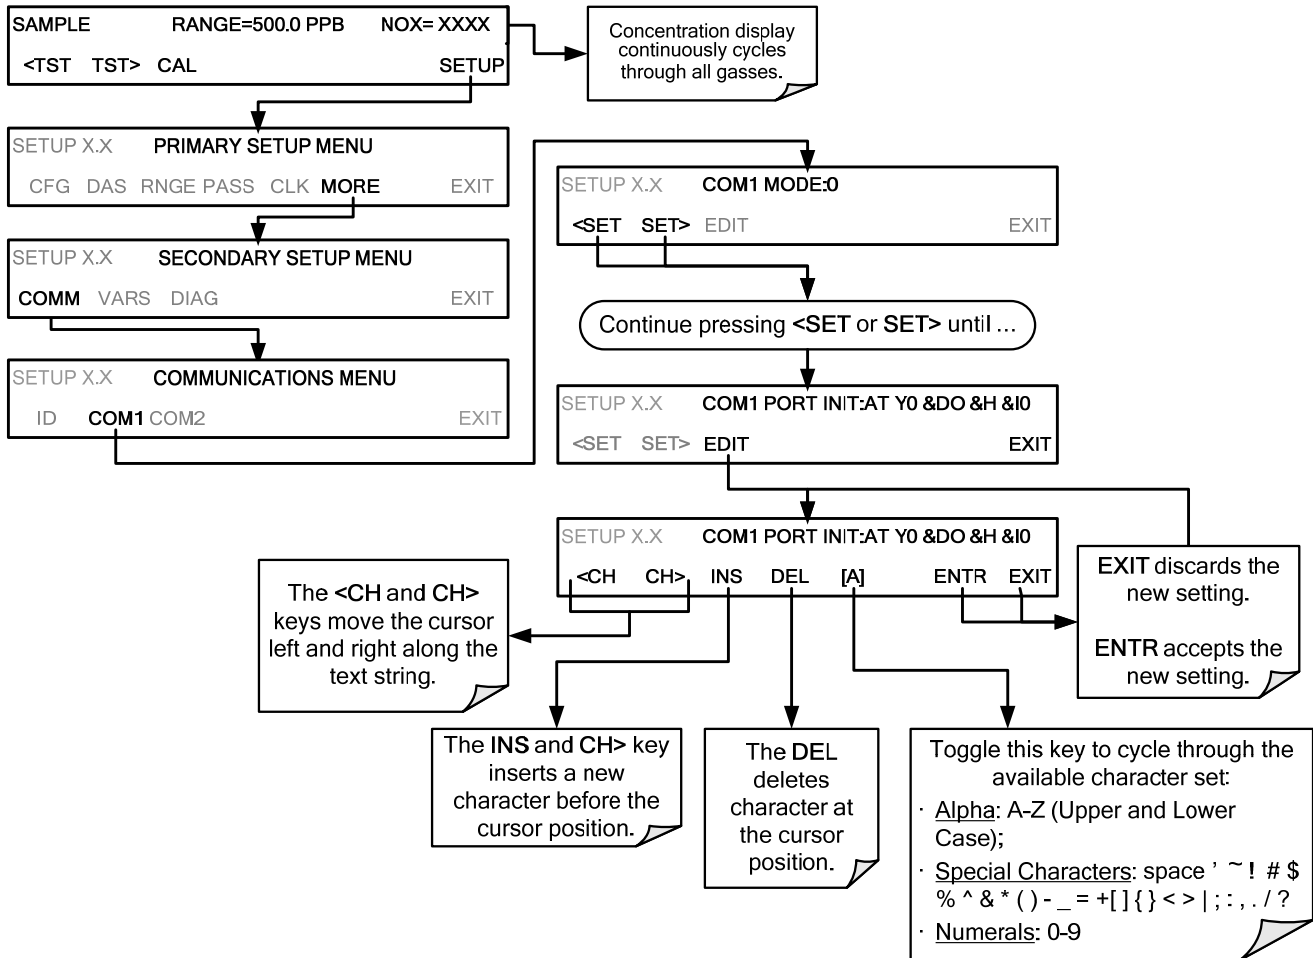 SAMPLE RANGE=500.0 PPB NOX= XXXX
<TST TST> CAL SETUP
Concentration display
continuously cycles
through all gasses.
SETUP X.X PRIMARY SETUP MENU
CFG DAS RNGE PASS CLK MORE EXIT
SETUP X.X SECONDARY SETUP MENU
COMM VARS DIAG EXIT
SETUP X.X COMMUNICATIONS MENU
ID COM1 COM2 EXIT
SETUP X.X COM1 MODE:0
<SET SET> EDIT EXIT
Continue pressing <SET or SET> until ...
SETUP X.X COM1 PORT INIT:AT Y0 &DO &H &I0
<SET SET> EDIT EXIT
SETUP X.X COM1 PORT INIT:AT Y0 &DO &H &I0
<CH CH> INS DEL [A] ENTR EXIT
EXIT discards the
new setting.
ENTR accepts the
new setting.
The <CH and CH>
keys move the cursor
left and right along the
text string.
The INS and CH> key
inserts a new
character before the
cursor position.
The DEL
deletes
character at
the cursor
position.
Toggle this key to cycle through the
available character set:
· Alpha: A-Z (Upper and Lower
Case);
· Special Characters: space ’ ~ ! # $
% ^ & * ( ) - _ = +[ ] { } < > | ; : , . / ?
· Numerals: 0-9